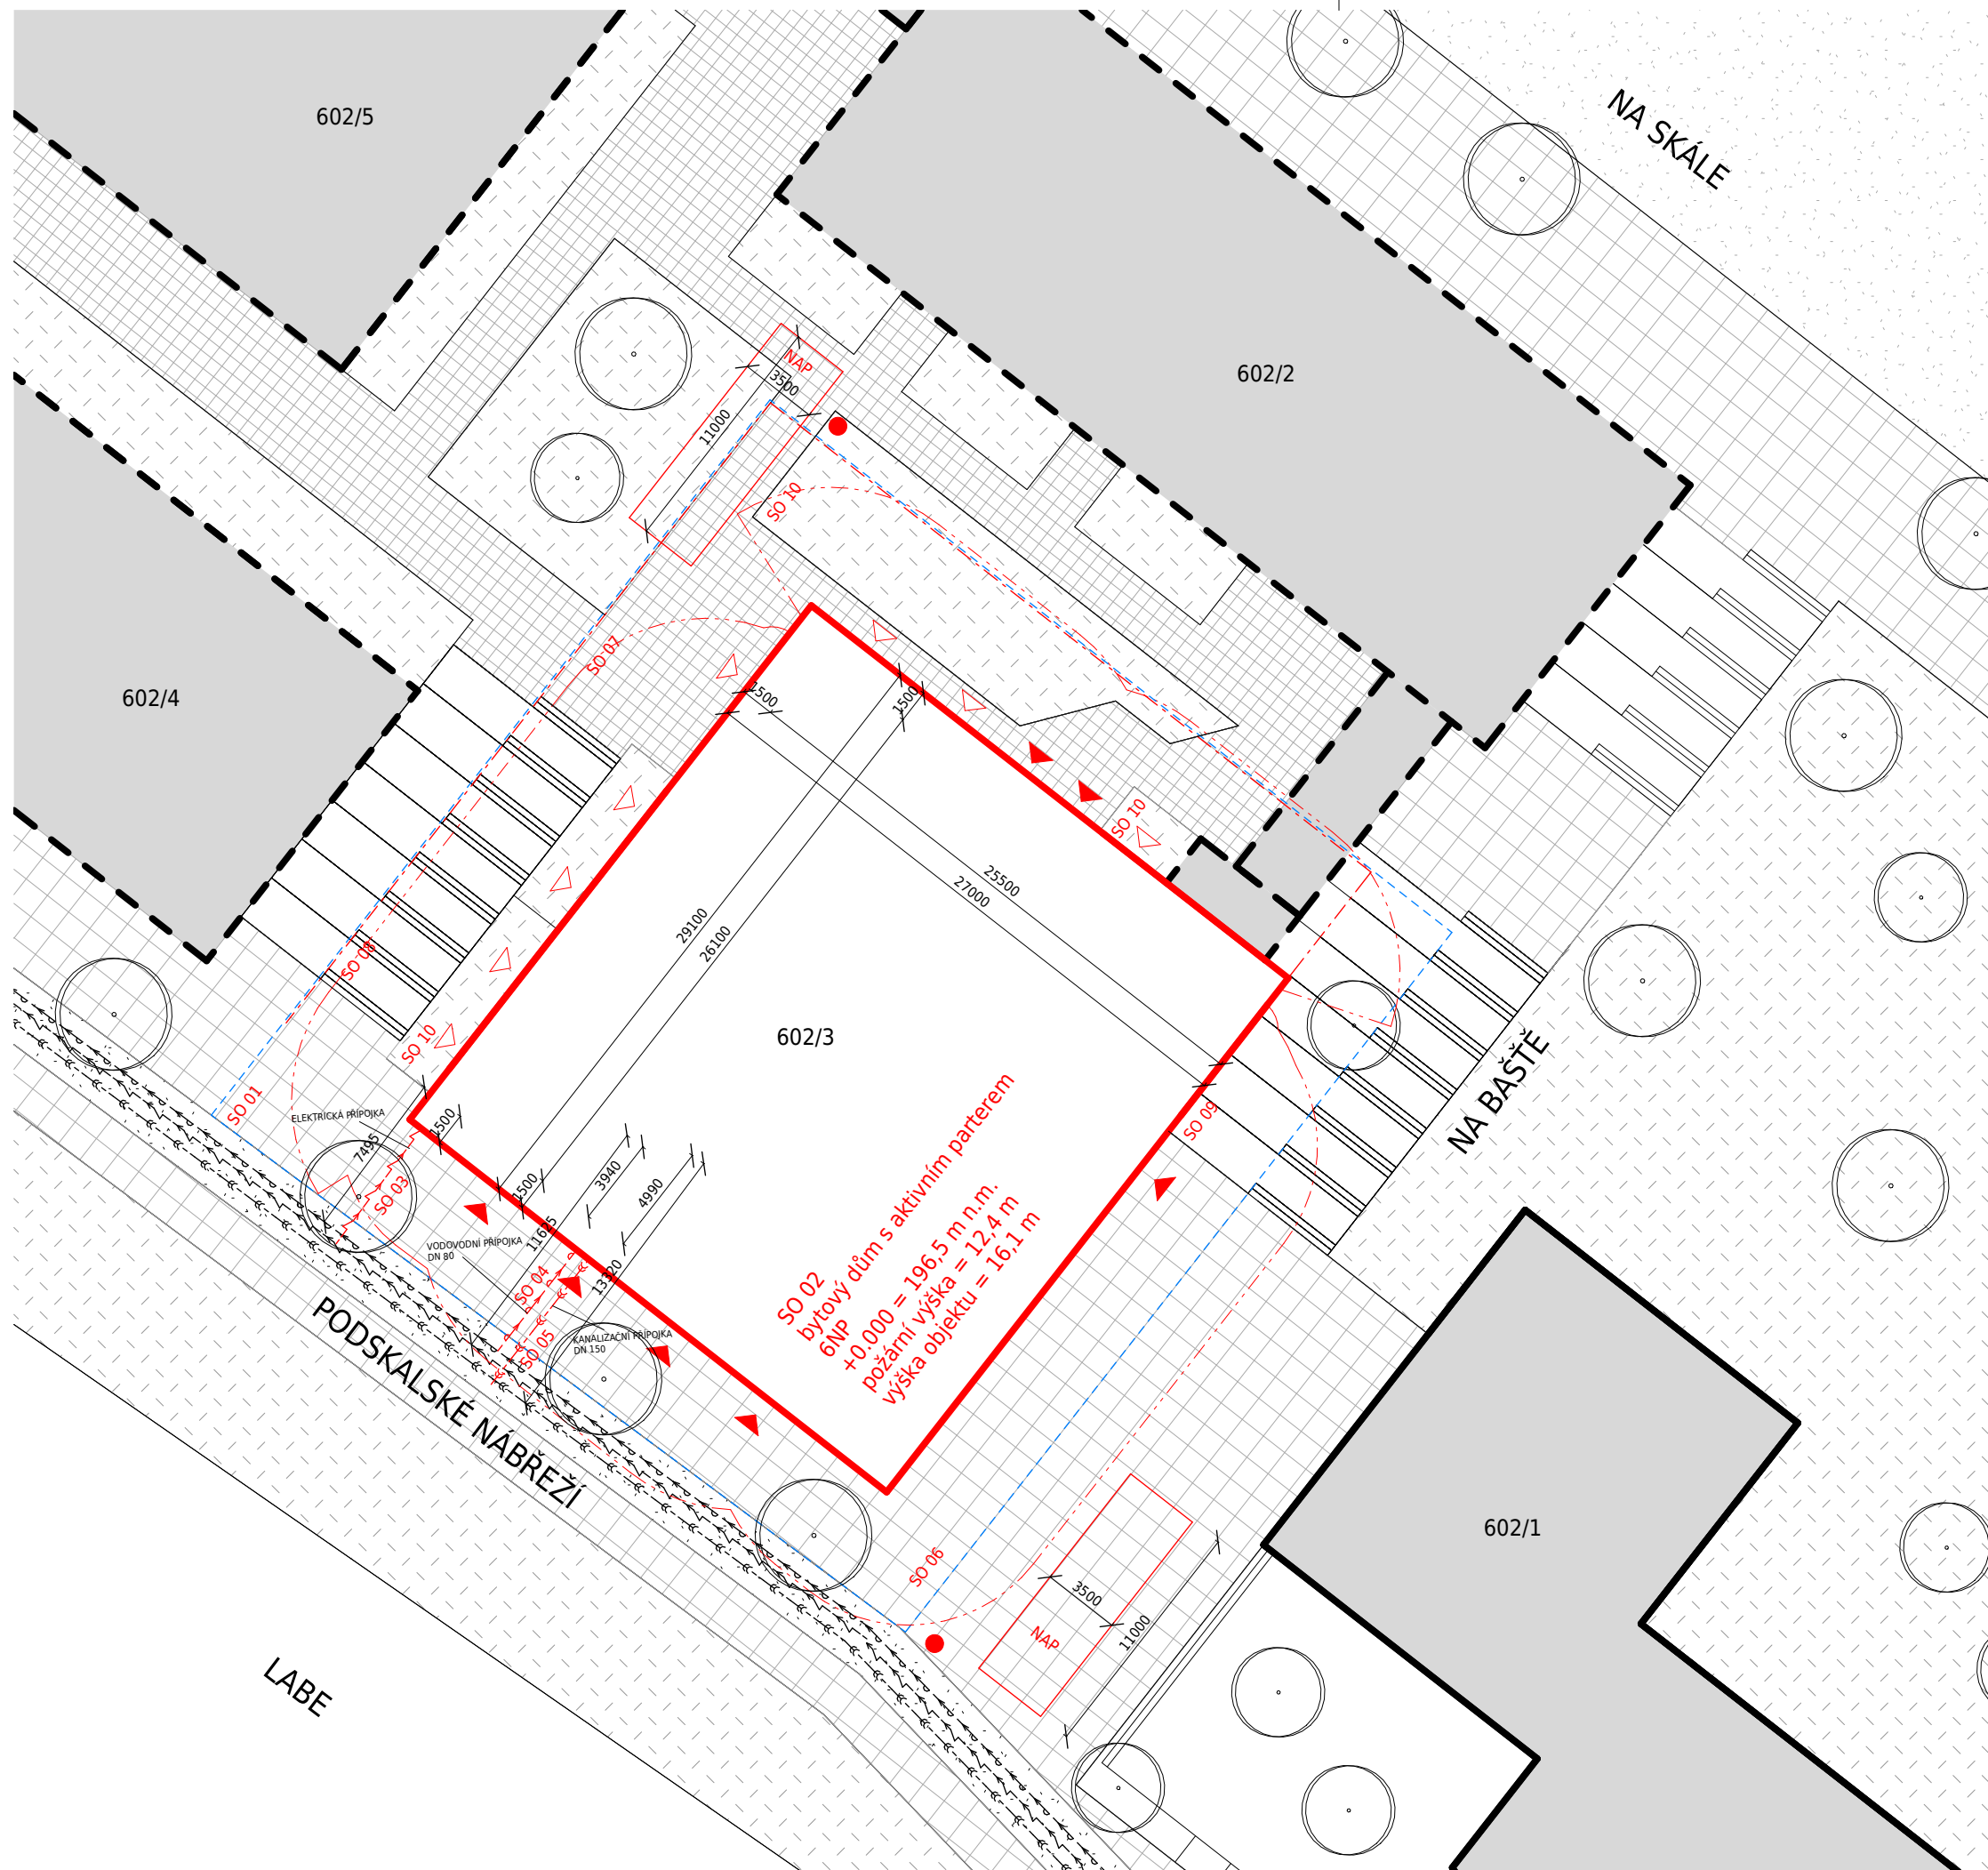 602/5
NA SKÁLE
602/2
NAP
3500
11000
SO 10
SO 07
602/4
1500
1500
SO 10
25500
27000
29100
26100
SO 08
SO 10
602/3
SO 01
ELEKTRICKÁ PŘÍPOJKA
7495
1500
SO 09
NA BAŠTĚ
SO 03
1500
3940
4990
VODOVODNÍ PŘÍPOJKA
DN 80
11625
SO 04
13320
SO 05
KANALIZAČNÍ PŘÍPOJKA
DN 150
SO 02
bytový dům s aktivním parterem
6NP
+0.000 = 196,5 m n.m.
požární výška = 12,4 m
výška objektu = 16,1 m
PODSKALSKÉ NÁBŘEŽÍ
602/1
SO 06
3500
NAP
11000
LABE